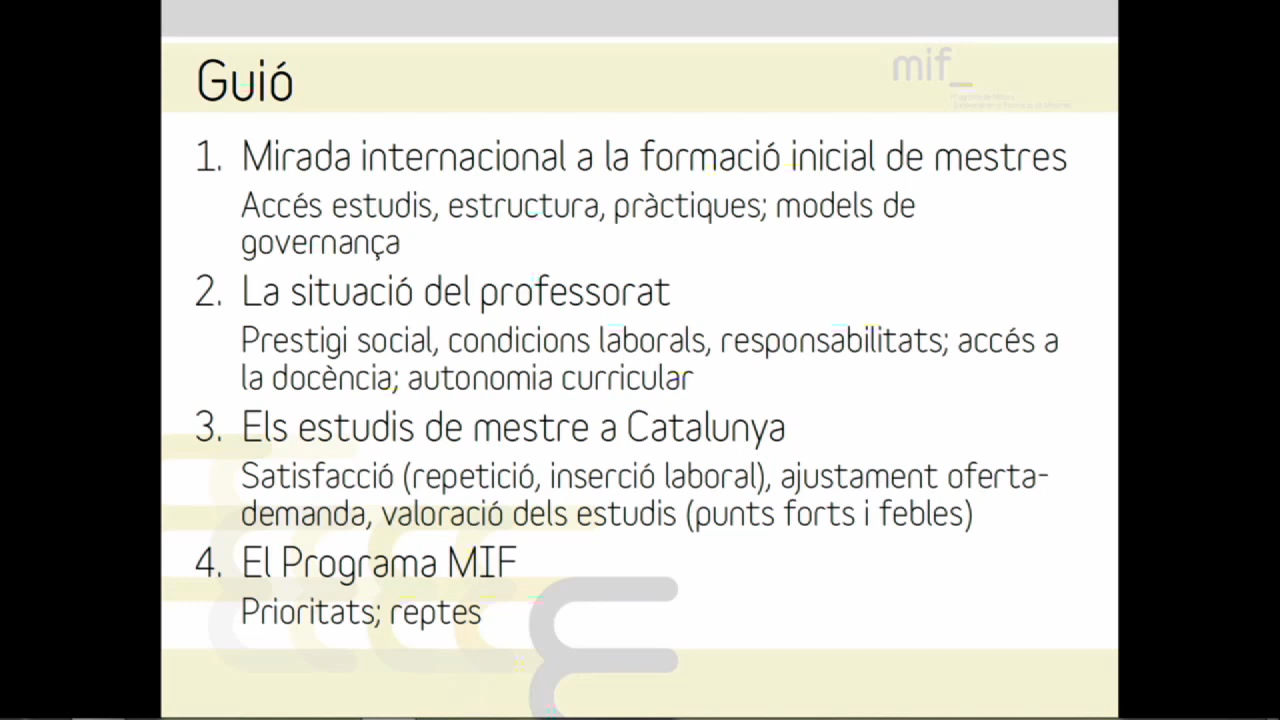 Guió
mif_
1. Mirada internacional a la formació inicial de mestres
Accés estudis, estructura, pràctiques; models de
governança
2. La situació del professorat
Prestigi social, condicions laborals, responsabilitats; accés a
la docència; autonomia curricular
3. Els estudis de mestre a Catalunya
Satisfacció (repetició, inserció laboral), ajustament oferta-
demanda, valoració dels estudis (punts forts i febles)
4. El Programa MIF
Prioritats; reptes